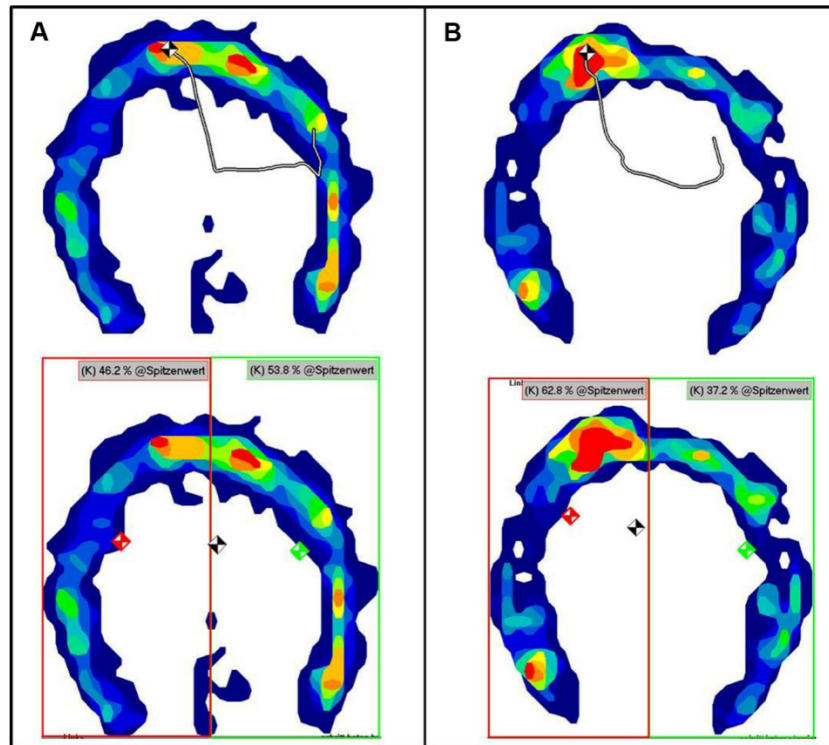 A
B
(K) 46.2 % @Spitzenwert
(K) 53.8 % @Spitzenwert
(K) 62.8 % @Spitzenwert
(K) 37.2 % @Spitzenwert